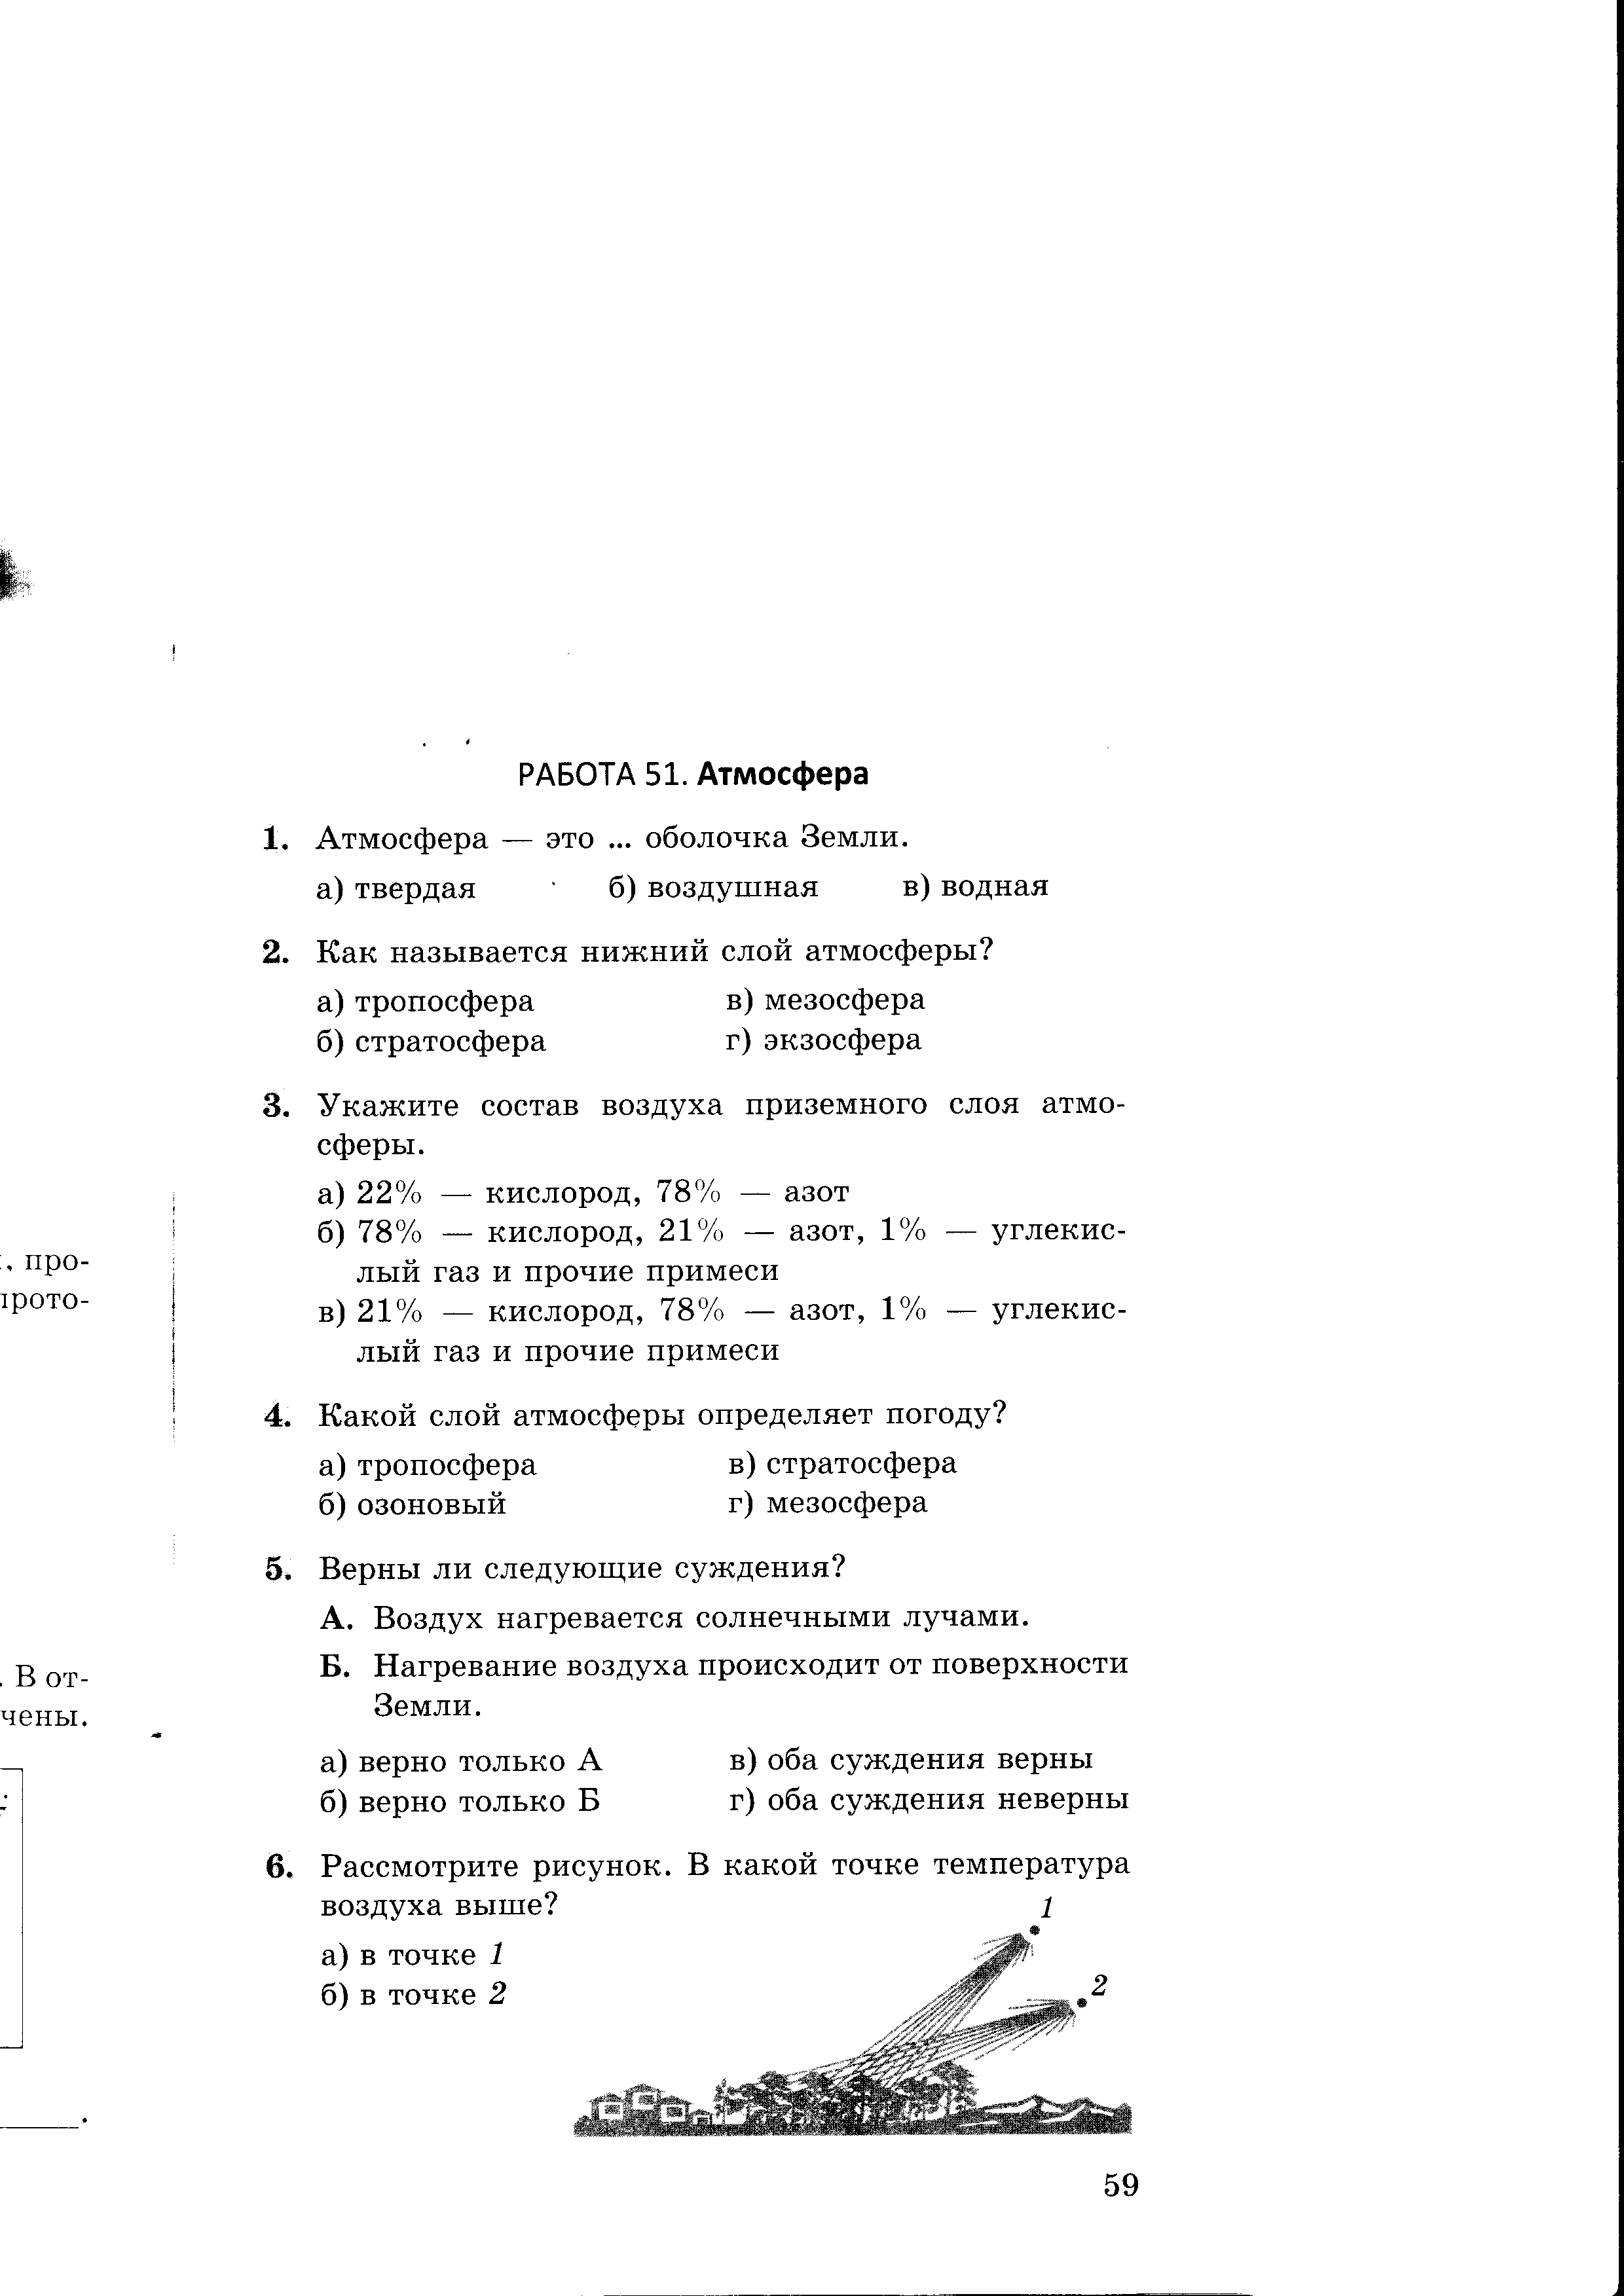 РАБОТА 51. Атмосфера
1. Атмосфера — это ... оболочка Земли.
а) твердая б) воздушная в) водная
2. Как называется нижний слой атмосферы?
а) тропосфера в) мезосфера
б) стратосфера г) экзосфера
3. Укажите состав воздуха приземного слоя атмо-
сферы.
а) 22% — кислород, 78% — азот
б) 78% — кислород, 21% — азот, 1% — углекис-
лый газ и прочие примеси
в) 21% — кислород, 78% — азот, 1% — углекис-
лый газ и прочие примеси
4. Какой слой атмосферы определяет погоду?
а) тропосфера в) стратосфера
б) озоновый г) мезосфера
5. Верны ли следующие суждения?
А. Воздух нагревается солнечными лучами.
Б. Нагревание воздуха происходит от поверхности
Земли.
а) верно только А в) оба суждения верны
б) верно только Б г) оба суждения неверны
6. Рассмотрите рисунок. В какой точке температура
воздуха выше?
а) в точке 1
б) в точке 2
1
2
59
, про-
прото-
. В от-
чены.